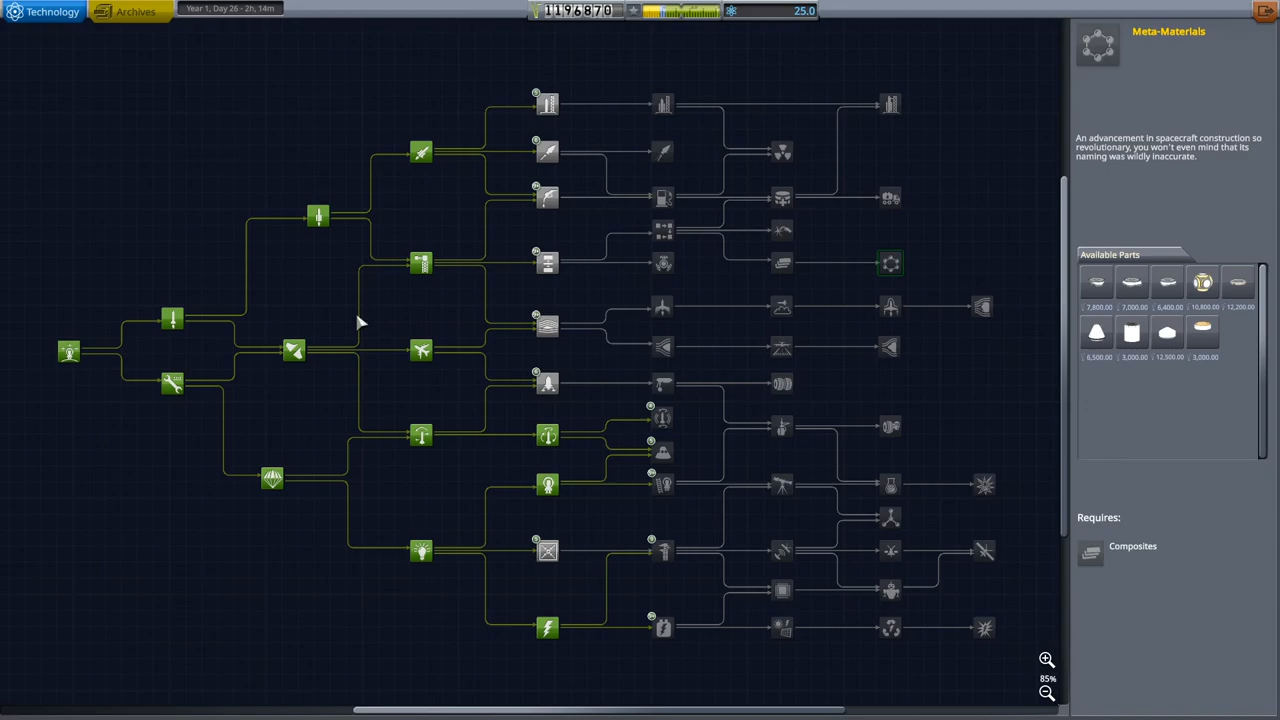 Technology
Archives
Year 1, Day 26 - 2h, 14m
1196870
25.0
Meta-Materials
An advancement in spacecraft construction so
revolutionary, you won't even mind that its
naming was wildly inaccurate.
Available Parts
7,800.00 7,000.00 6,400.00 10,800.00 12,200.00
6,500.00 3,000.00 12,500.00 3,000.00
Requires:
Composites
85%